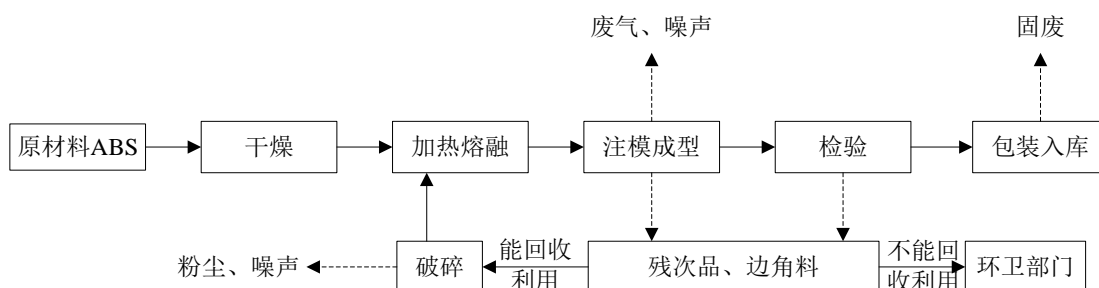 废气、噪声
固废
原材料ABS
干燥
加热熔融
注模成型
检验
包装入库
粉尘、噪声
破碎
能回收
利用
残次品、边角料
不能回
收利用
环卫部门